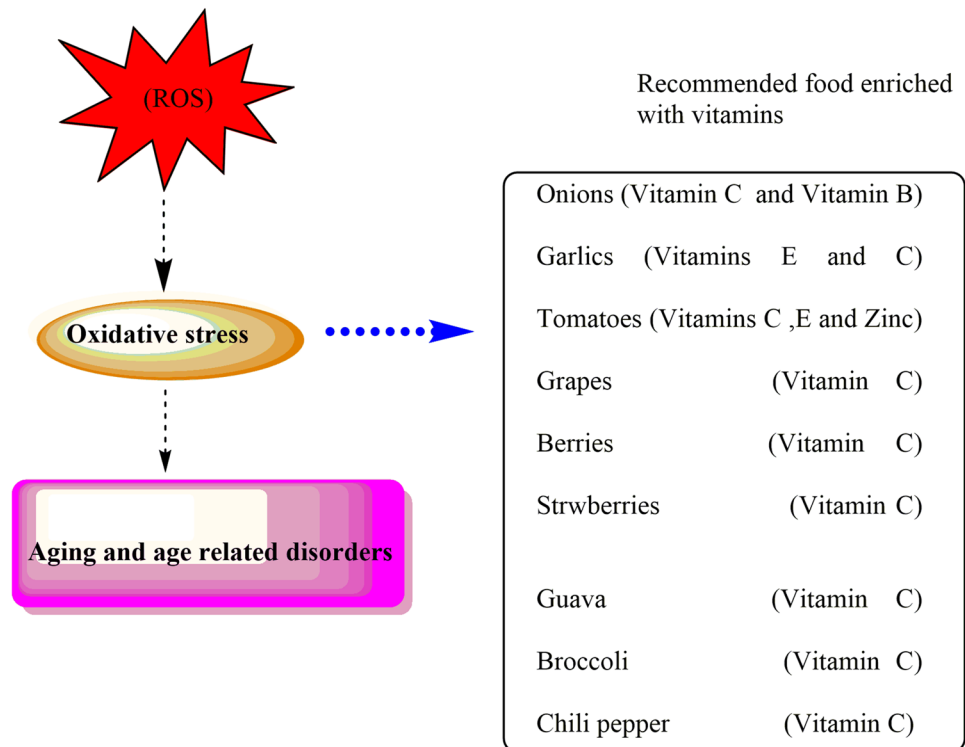 (ROS)
Recommended food enriched
with vitamins
Onions (Vitamin C and Vitamin B)
Garlics (Vitamins E and C)
Oxidative stress
Tomatoes (Vitamins C ,E and Zinc)
Grapes (Vitamin C)
Berries (Vitamin C)
Strwberries (Vitamin C)
Aging and age related disorders
Guava (Vitamin C)
Broccoli (Vitamin C)
Chili pepper (Vitamin C)